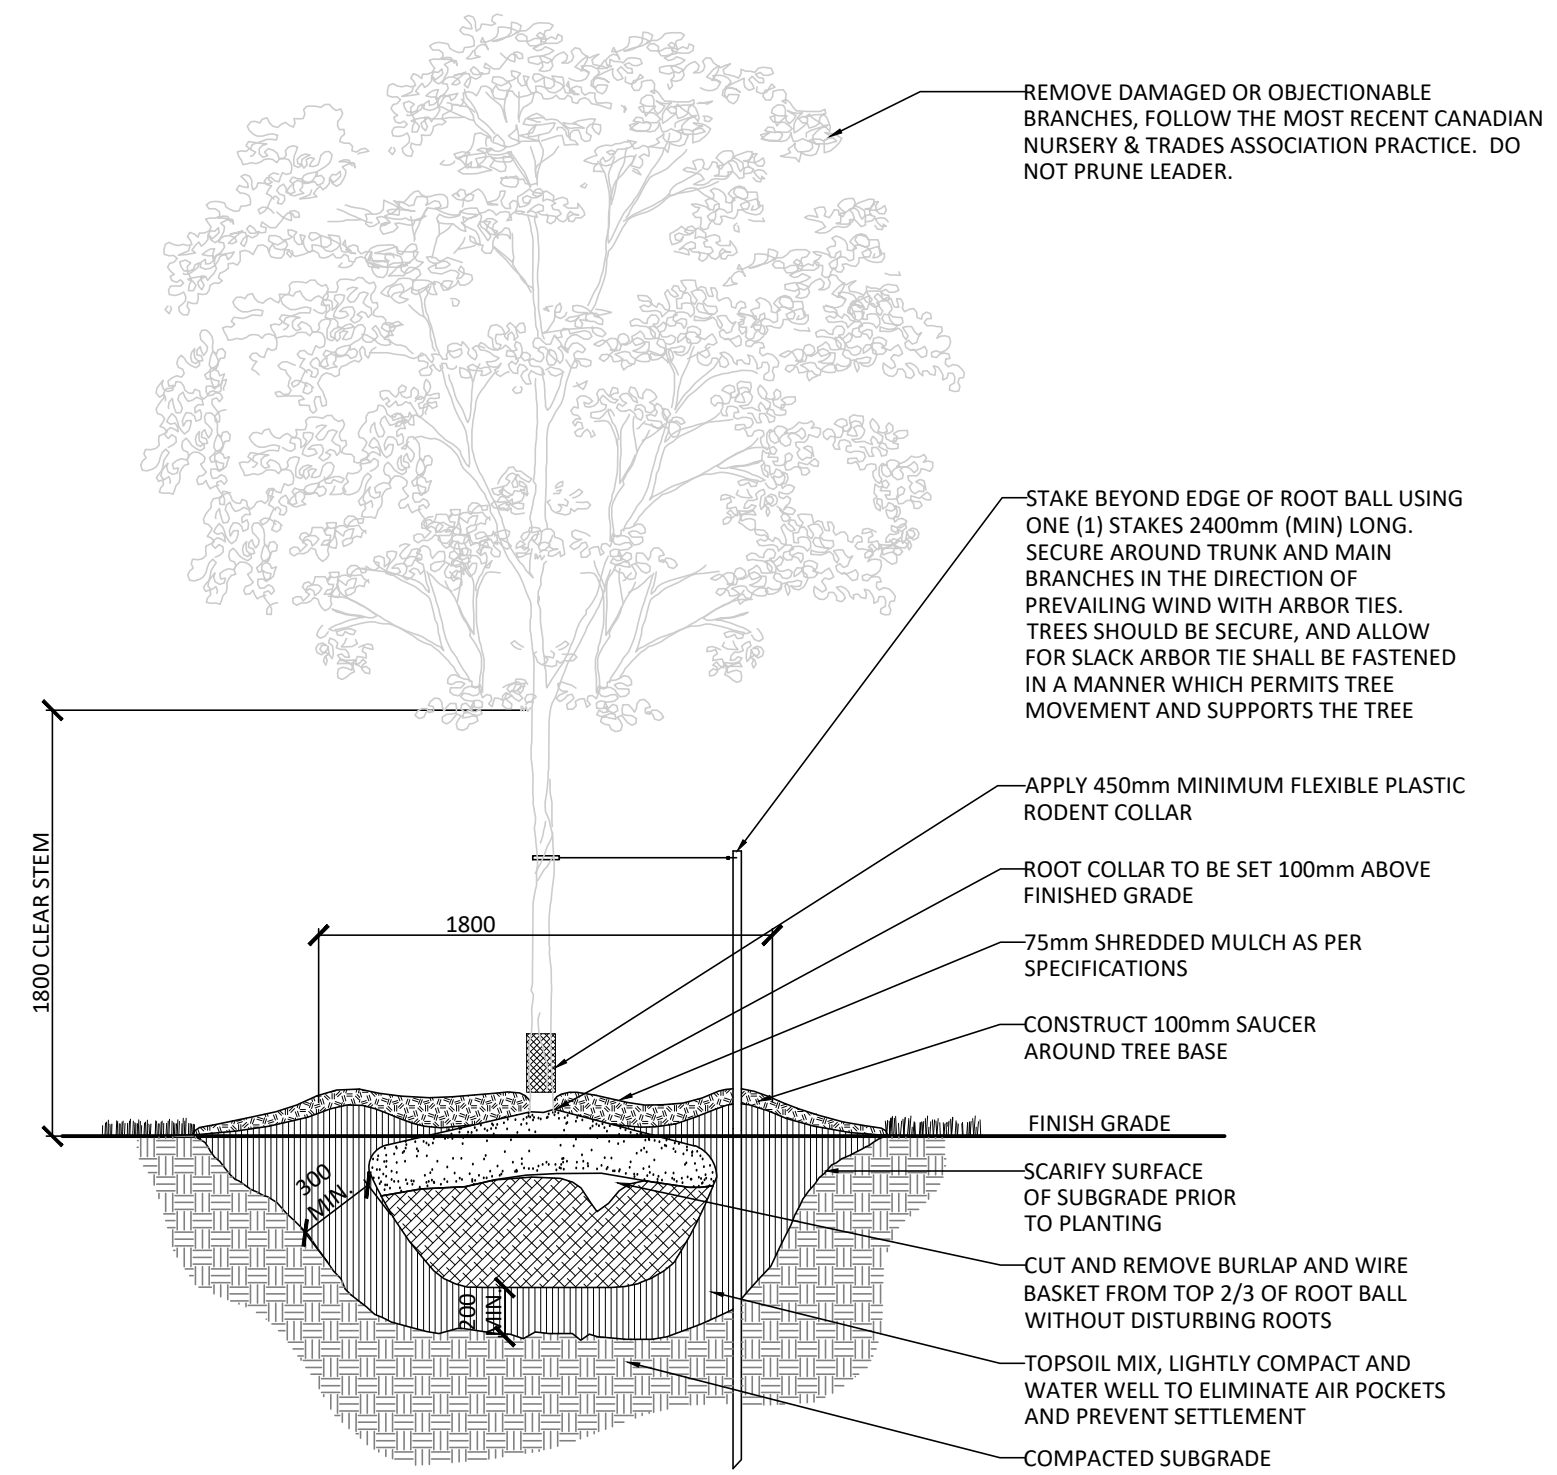 REMOVE DAMAGED OR OBJECTIONABLE
BRANCHES, FOLLOW THE MOST RECENT CANADIAN
NURSERY & TRADES ASSOCIATION PRACTICE. DO
NOT PRUNE LEADER.
STAKE BEYOND EDGE OF ROOT BALL USING
ONE (1) STAKES 2400mm (MIN) LONG.
SECURE AROUND TRUNK AND MAIN
BRANCHES IN THE DIRECTION OF
PREVAILING WIND WITH ARBOR TIES.
TREES SHOULD BE SECURE, AND ALLOW
FOR SLACK ARBOR TIE SHALL BE FASTENED
IN A MANNER WHICH PERMITS TREE
MOVEMENT AND SUPPORTS THE TREE
APPLY 450mm MINIMUM FLEXIBLE PLASTIC
RODENT COLLAR
ROOT COLLAR TO BE SET 100mm ABOVE
FINISHED GRADE
75mm SHREDDED MULCH AS PER
SPECIFICATIONS
CONSTRUCT 100mm SAUCER
AROUND TREE BASE
FINISH GRADE
SCARIFY SURFACE
OF SUBGRADE PRIOR
TO PLANTING
CUT AND REMOVE BURLAP AND WIRE
BASKET FROM TOP 2/3 OF ROOT BALL
WITHOUT DISTURBING ROOTS
TOPSOIL MIX, LIGHTLY COMPACT AND
WATER WELL TO ELIMINATE AIR POCKETS
AND PREVENT SETTLEMENT
COMPACTED SUBGRADE
1800 CLEAR STEM
1800
300
MIN.
200
MIN.